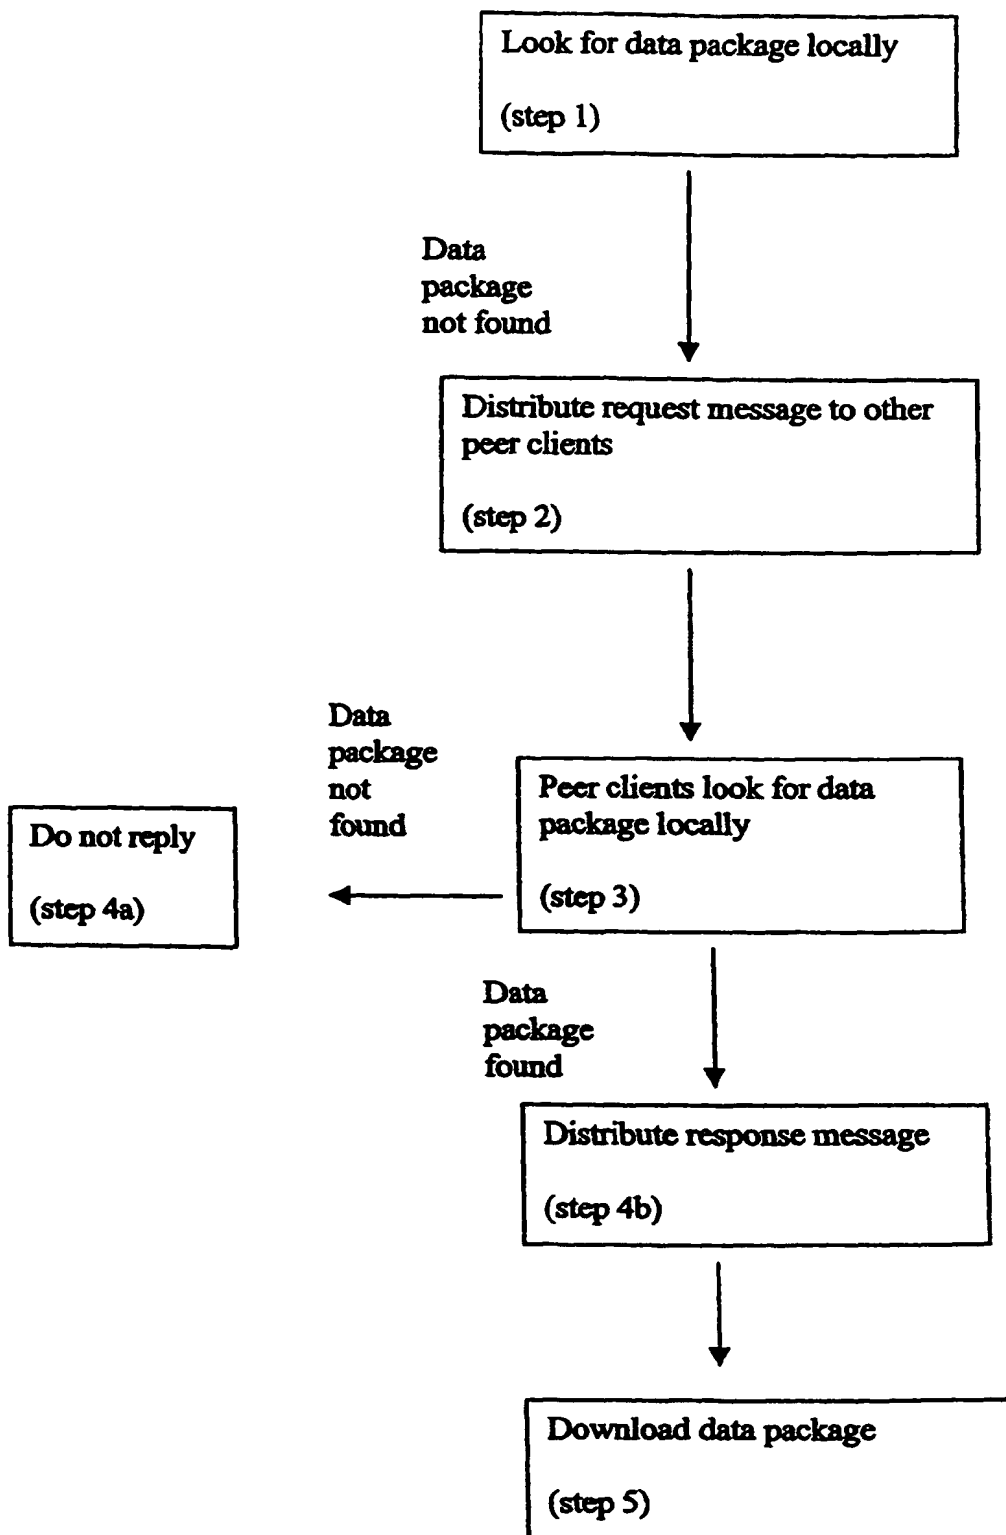 Look for data package locally
(step 1)
Data
package
not found
Distribute request message to other
peer clients
(step 2)
Data
package
not
found
Peer clients look for data
package locally
(step 3)
Do not reply
(step 4a)
Data
package
found
Distribute response message
(step 4b)
Download data package
(step 5)